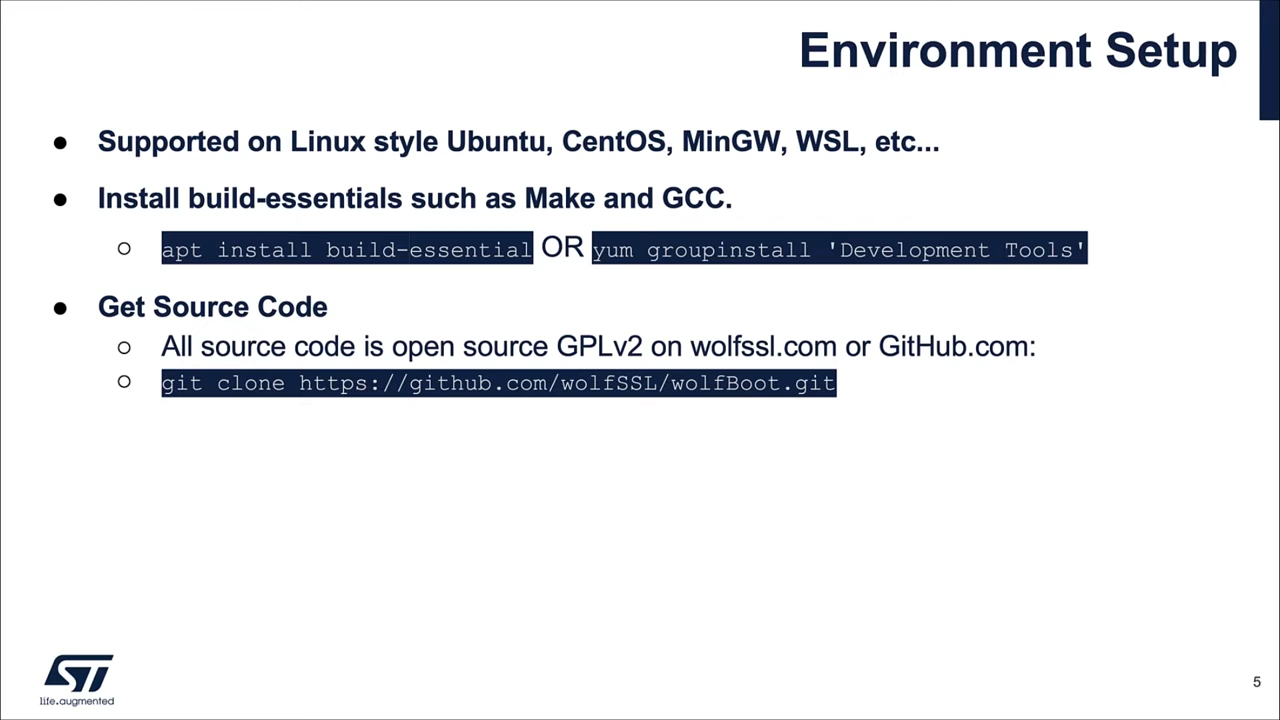 Environment Setup
● Supported on Linux style Ubuntu, CentOS, MinGW, WSL, etc...
● Install build-essentials such as Make and GCC.
○ apt install build-essential OR yum groupinstall 'Development Tools'
● Get Source Code
○ All source code is open source GPLv2 on wolfssl.com or GitHub.com:
○ git clone https://github.com/wolfSSL/wolfBoot.git
ST
life.augmented
5